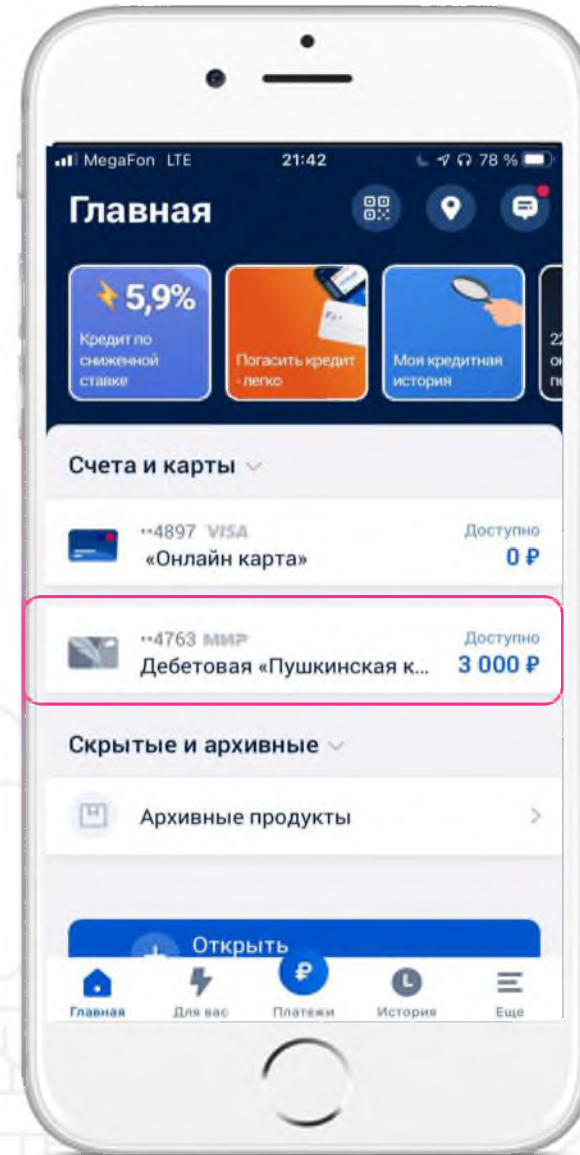 MegaFon LTE 21:42 78 %
Главная
5,9%
Кредит по
сниженной
ставке
Погасить кредит
- легко
Моя кредитная
история
Счета и карты
··4897 VISA
Доступно
«Онлайн карта»
0 ₽
··4763 МИР
Доступно
Дебетовая «Пушкинская к...
3 000 ₽
Скрытые и архивные
Архивные продукты
Открыть
₽
Главная Для вас Платежи История Еще